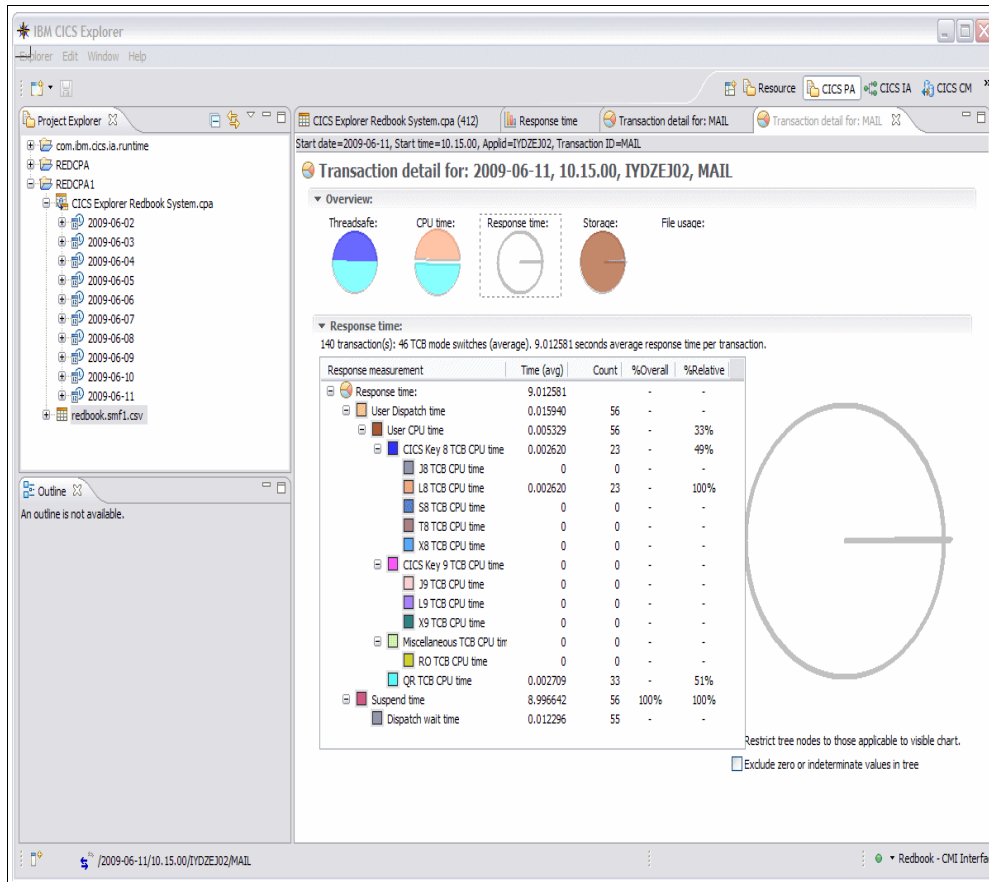 IBM CICS Explorer
Explorer Edit Window Help
Resource CICS PA CICS IA CICS CM »
Project Explorer
com.ibm.cics.ia.runtime
REDCPA
REDCPA1
CICS Explorer Redbook System.cpa
2009-06-02
2009-06-03
2009-06-04
2009-06-05
2009-06-06
2009-06-07
2009-06-08
2009-06-09
2009-06-10
2009-06-11
redbook.smf1.csv
Outline
An outline is not available.
CICS Explorer Redbook System.cpa (412) Response time Transaction detail for: MAIL Transaction detail for: MAIL
Start date=2009-06-11, Start time=10.15.00, Applid=IYDZEJ02, Transaction ID=MAIL
Transaction detail for: 2009-06-11, 10.15.00, IYDZEJ02, MAIL
Overview:
Threadsafe: CPU time: Response time: Storage: File usage:
Response time:
140 transaction(s): 46 TCB mode switches (average). 9.012581 seconds average response time per transaction.
Response measurement Time (avg) Count %Overall %Relative
Response time: 9.012581 - -
User Dispatch time 0.015940 56 - -
User CPU time 0.005329 56 - 33%
CICS Key 8 TCB CPU time 0.002620 23 - 49%
J8 TCB CPU time 0 0 - -
L8 TCB CPU time 0.002620 23 - 100%
S8 TCB CPU time 0 0 - -
T8 TCB CPU time 0 0 - -
X8 TCB CPU time 0 0 - -
CICS Key 9 TCB CPU time 0 0 - -
J9 TCB CPU time 0 0 - -
L9 TCB CPU time 0 0 - -
X9 TCB CPU time 0 0 - -
Miscellaneous TCB CPU tim 0 0 - -
RO TCB CPU time 0 0 - -
QR TCB CPU time 0.002709 33 - 51%
Suspend time 8.996642 56 100% 100%
Dispatch wait time 0.012296 55 - -
Restrict tree nodes to those applicable to visible chart.
Exclude zero or indeterminate values in tree
/2009-06-11/10.15.00/IYDZEJ02/MAIL
Redbook - CMI Interfa